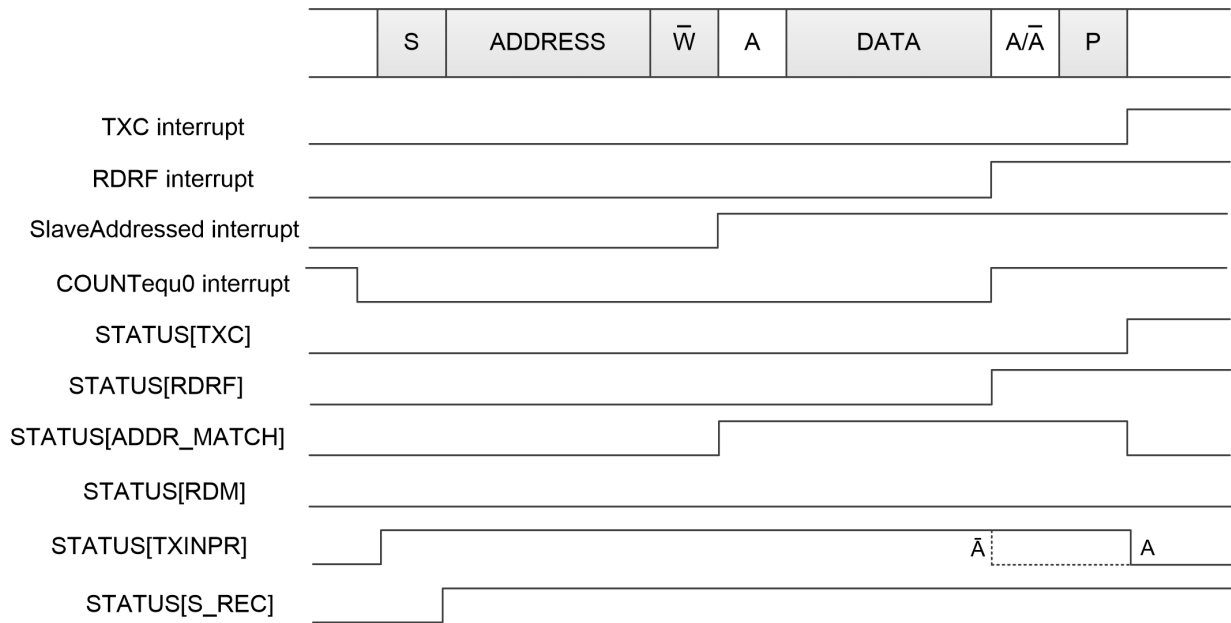 S ADDRESS W̅ A DATA A/A̅ P
TXC interrupt
RDRF interrupt
SlaveAddressed interrupt
COUNTequ0 interrupt
STATUS[TXC]
STATUS[RDRF]
STATUS[ADDR_MATCH]
STATUS[RDM]
STATUS[TXINPR] Ā A
STATUS[S_REC]